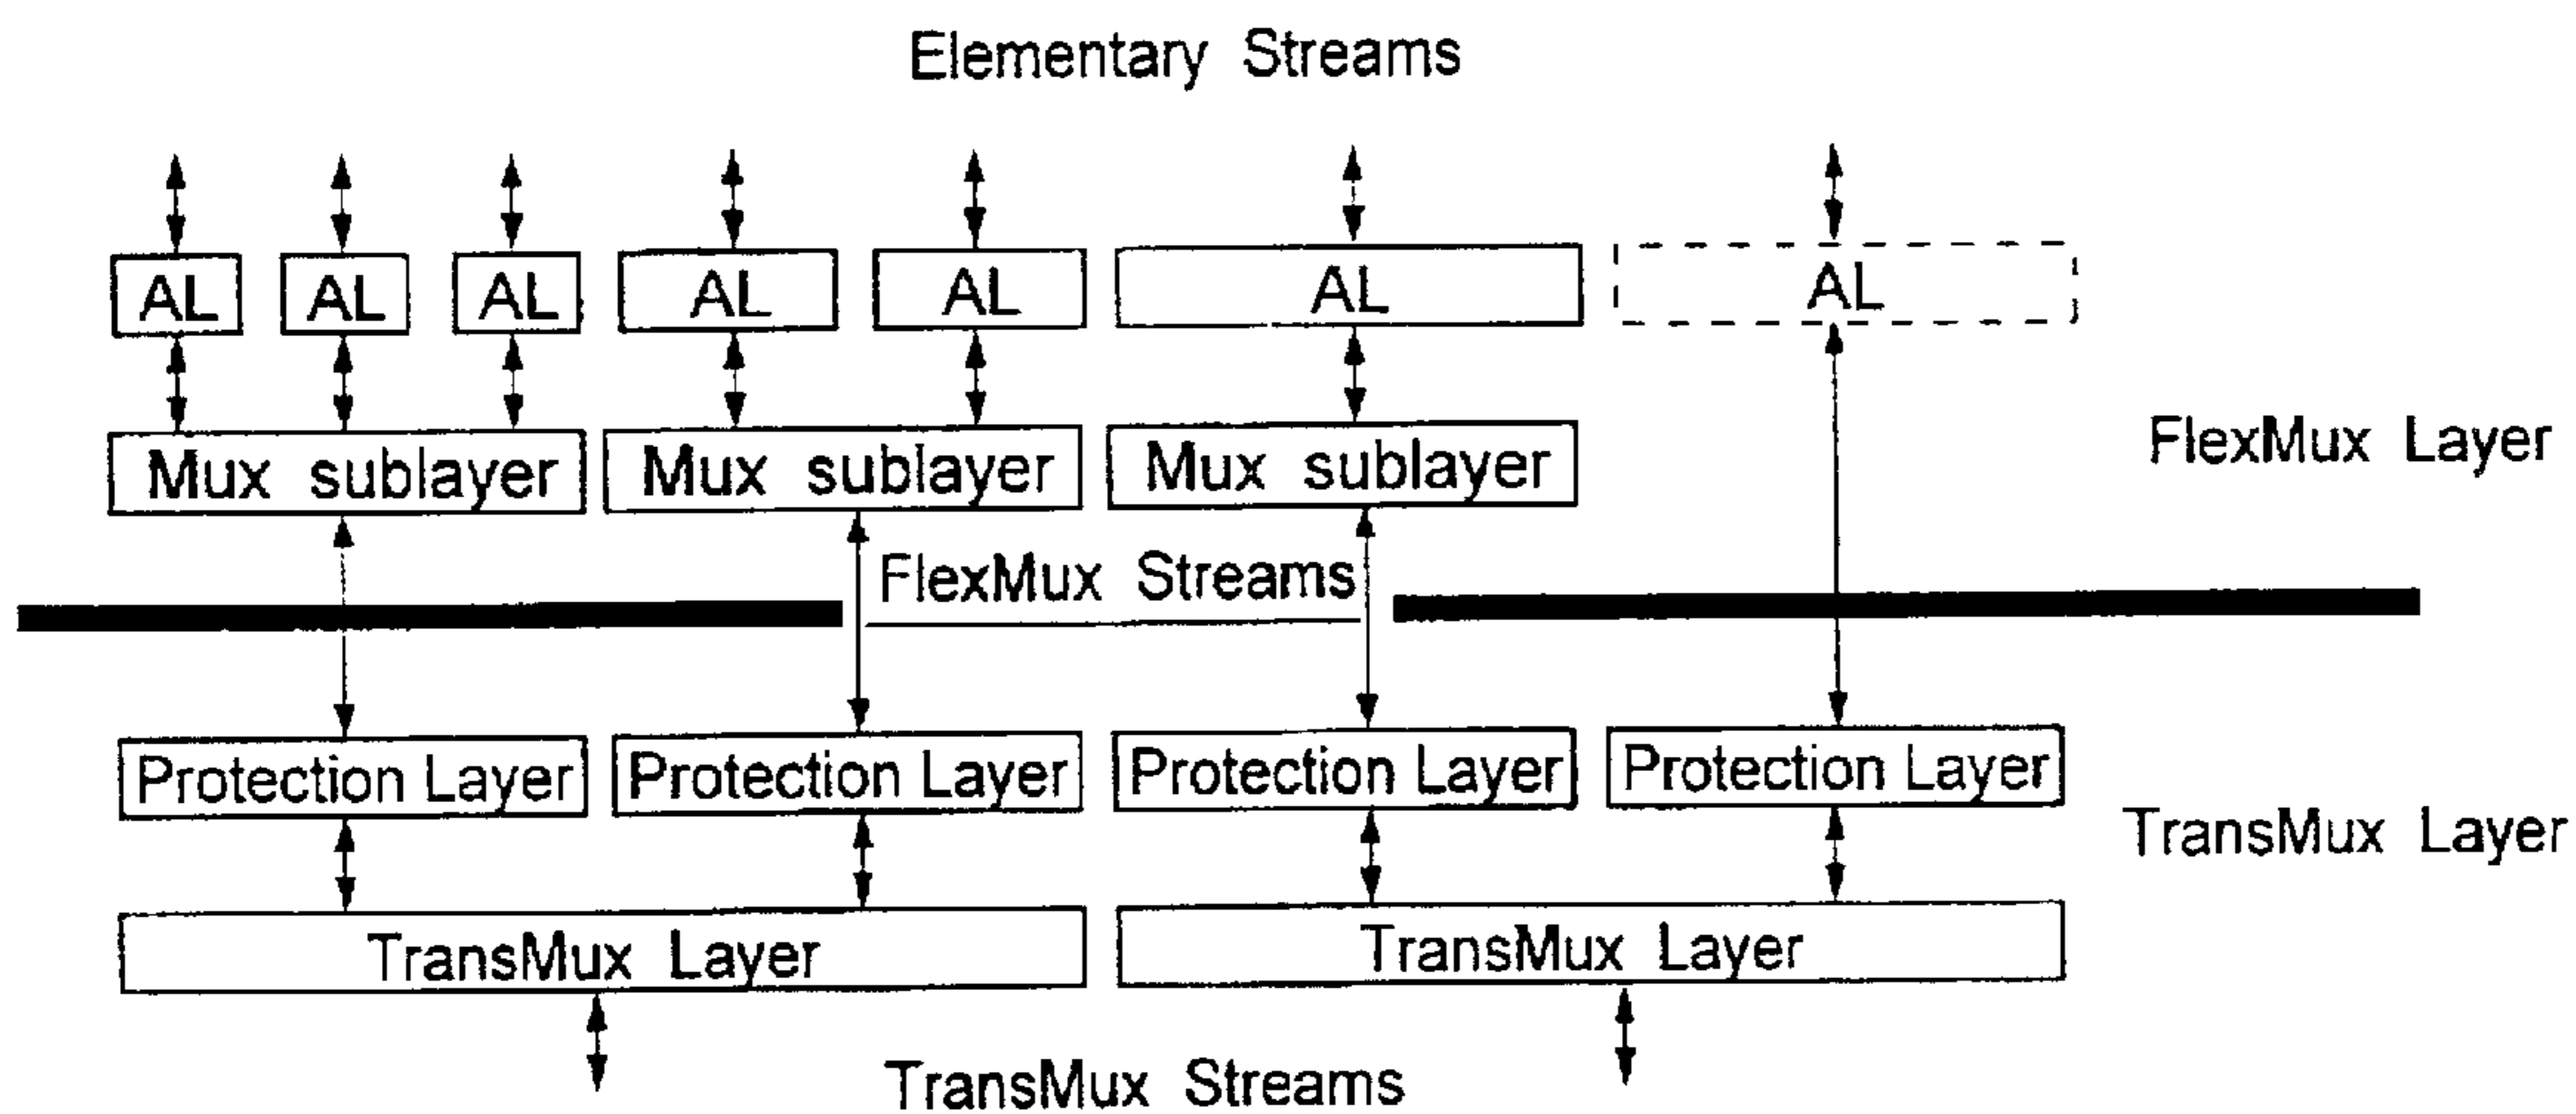 Elementary Streams
AL AL AL AL AL AL AL
Mux sublayer Mux sublayer Mux sublayer
FlexMux Layer
FlexMux Streams
Protection Layer Protection Layer Protection Layer Protection Layer
TransMux Layer
TransMux Layer TransMux Layer
TransMux Streams